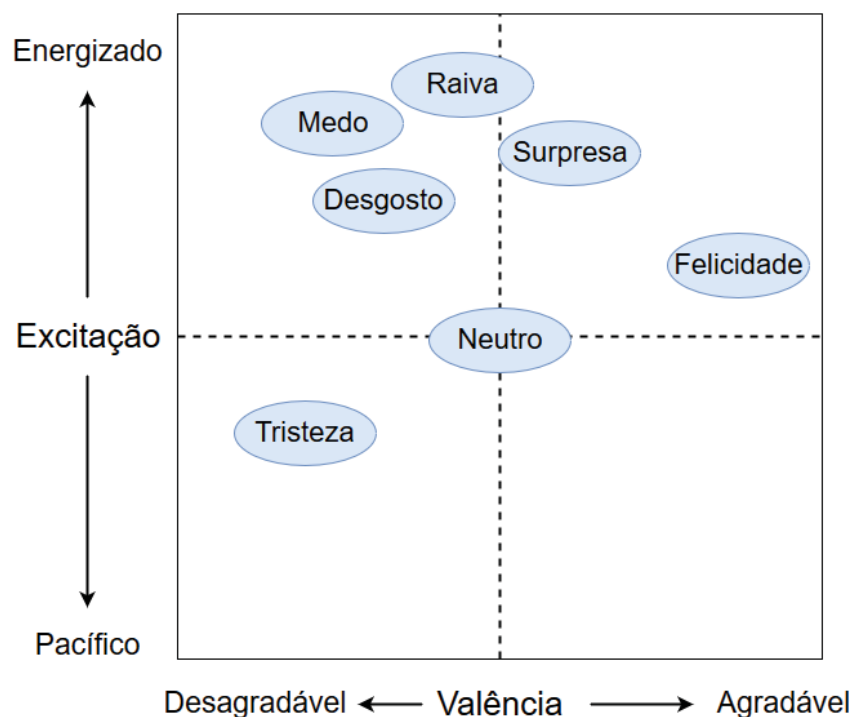 Energizado
Raiva
Medo
Surpresa
Desgosto
Felicidade
Excitação
Neutro
Tristeza
Pacífico
Desagradável
Valência
Agradável